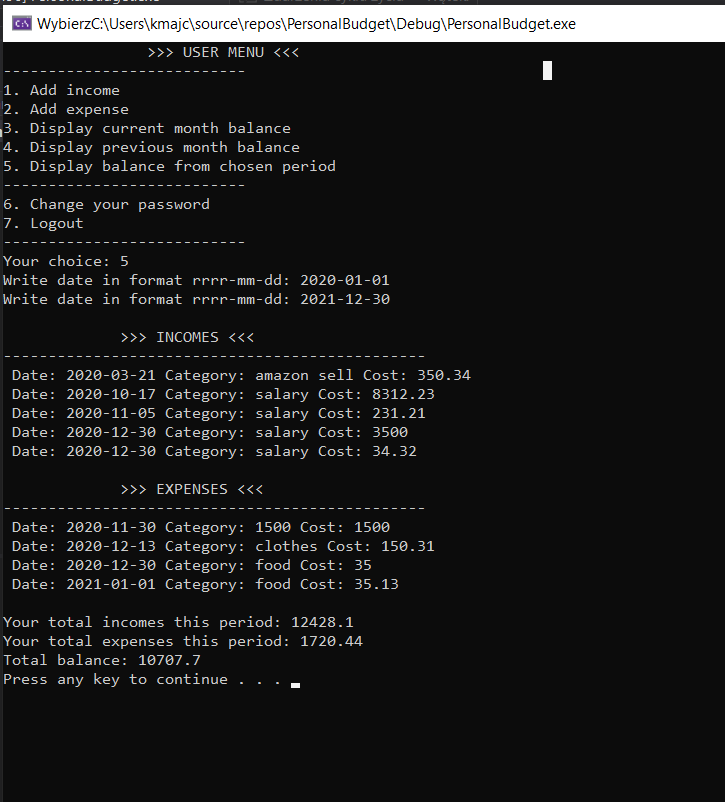 WybierzC:\Users\kmajc\source\repos\PersonalBudget\Debug\PersonalBudget.exe
>>> USER MENU <<<
---------------------------
1. Add income
2. Add expense
3. Display current month balance
4. Display previous month balance
5. Display balance from chosen period
---------------------------
6. Change your password
7. Logout
---------------------------
Your choice: 5
Write date in format rrrr-mm-dd: 2020-01-01
Write date in format rrrr-mm-dd: 2021-12-30
>>> INCOMES <<<
-----------------------------------------------
Date: 2020-03-21 Category: amazon sell Cost: 350.34
Date: 2020-10-17 Category: salary Cost: 8312.23
Date: 2020-11-05 Category: salary Cost: 231.21
Date: 2020-12-30 Category: salary Cost: 3500
Date: 2020-12-30 Category: salary Cost: 34.32
>>> EXPENSES <<<
-----------------------------------------------
Date: 2020-11-30 Category: 1500 Cost: 1500
Date: 2020-12-13 Category: clothes Cost: 150.31
Date: 2020-12-30 Category: food Cost: 35
Date: 2021-01-01 Category: food Cost: 35.13
Your total incomes this period: 12428.1
Your total expenses this period: 1720.44
Total balance: 10707.7
Press any key to continue . . .